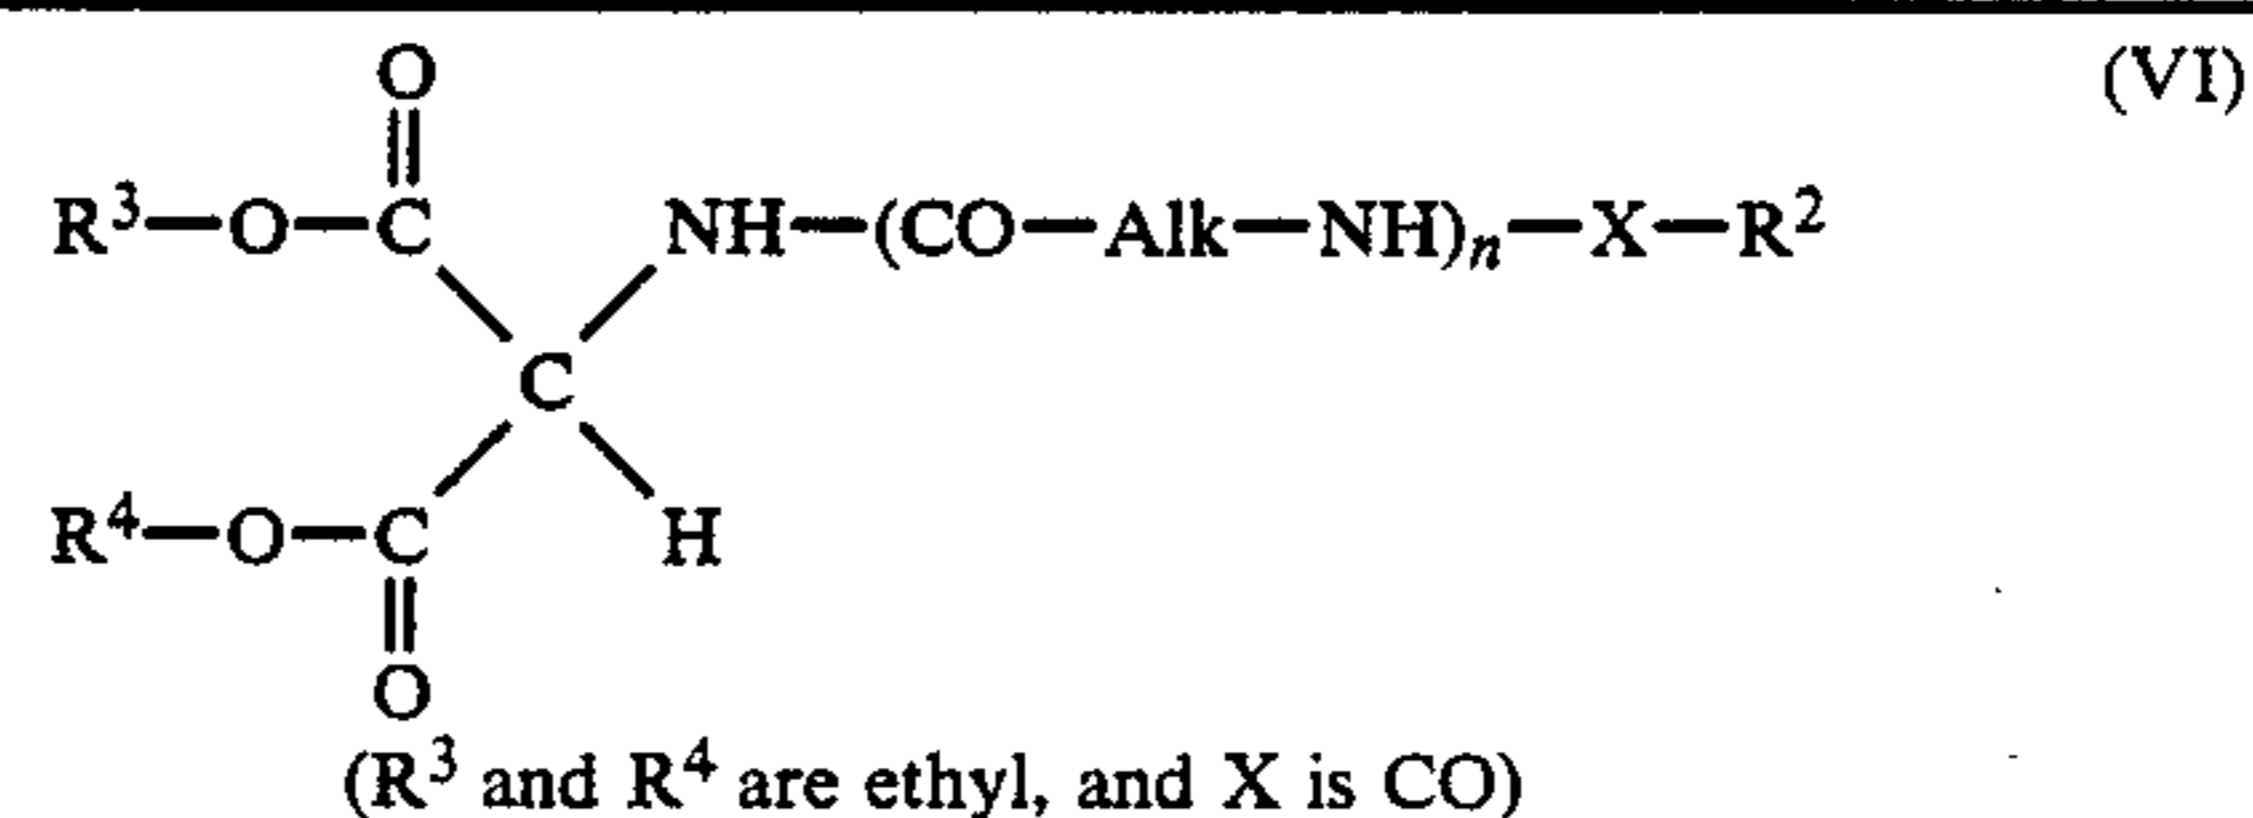 O (VI)
R³—O—C NH—(CO—Alk—NH)ₙ—X—R²
C
R⁴—O—C H
O
(R³ and R⁴ are ethyl, and X is CO)